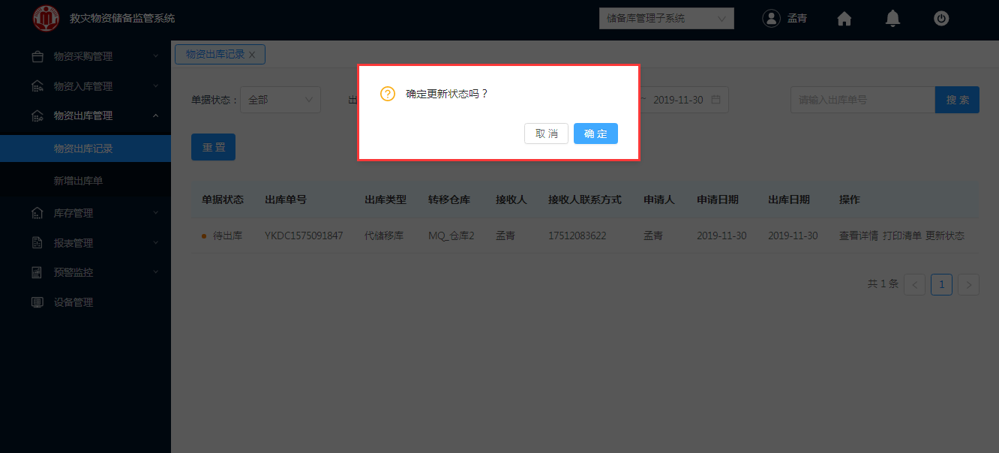 救灾物资储备监管系统
储备库管理子系统
孟青
物资采购管理
物资入库管理
物资出库管理
物资出库记录
新增出库单
库存管理
报表管理
预警监控
设备管理
物资出库记录
单据状态：
全部
出
~ 2019-11-30
请输入出库单号
搜 索
重 置
确定更新状态吗？
取 消
确 定
单据状态 出库单号 出库类型 转移仓库 接收人 接收人联系方式 申请人 申请日期 出库日期 操作
待出库 YKDC1575091847 代储移库 MQ_仓库2 孟青 17512083622 孟青 2019-11-30 2019-11-30 查看详情 打印清单 更新状态
共 1 条 < 1 >